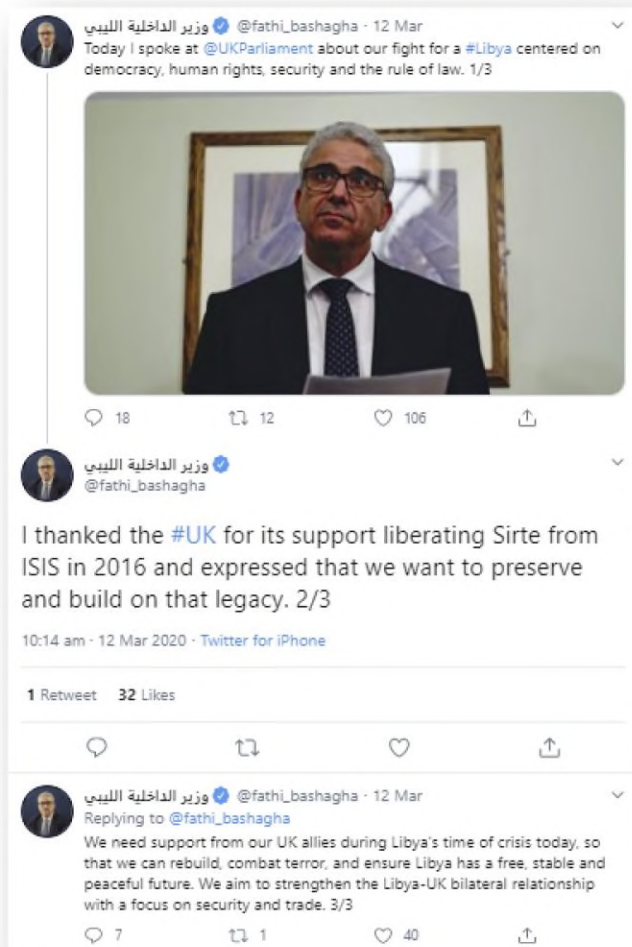 وزير الداخلية الليبي @fathi_bashagha · 12 Mar
Today I spoke at @UKParliament about our fight for a #Libya centered on
democracy, human rights, security and the rule of law. 1/3
18 12 106
وزير الداخلية الليبي
@fathi_bashagha
I thanked the #UK for its support liberating Sirte from
ISIS in 2016 and expressed that we want to preserve
and build on that legacy. 2/3
10:14 am · 12 Mar 2020 · Twitter for iPhone
1 Retweet 32 Likes
وزير الداخلية الليبي @fathi_bashagha · 12 Mar
Replying to @fathi_bashagha
We need support from our UK allies during Libya's time of crisis today, so
that we can rebuild, combat terror, and ensure Libya has a free, stable and
peaceful future. We aim to strengthen the Libya-UK bilateral relationship
with a focus on security and trade. 3/3
7 1 40